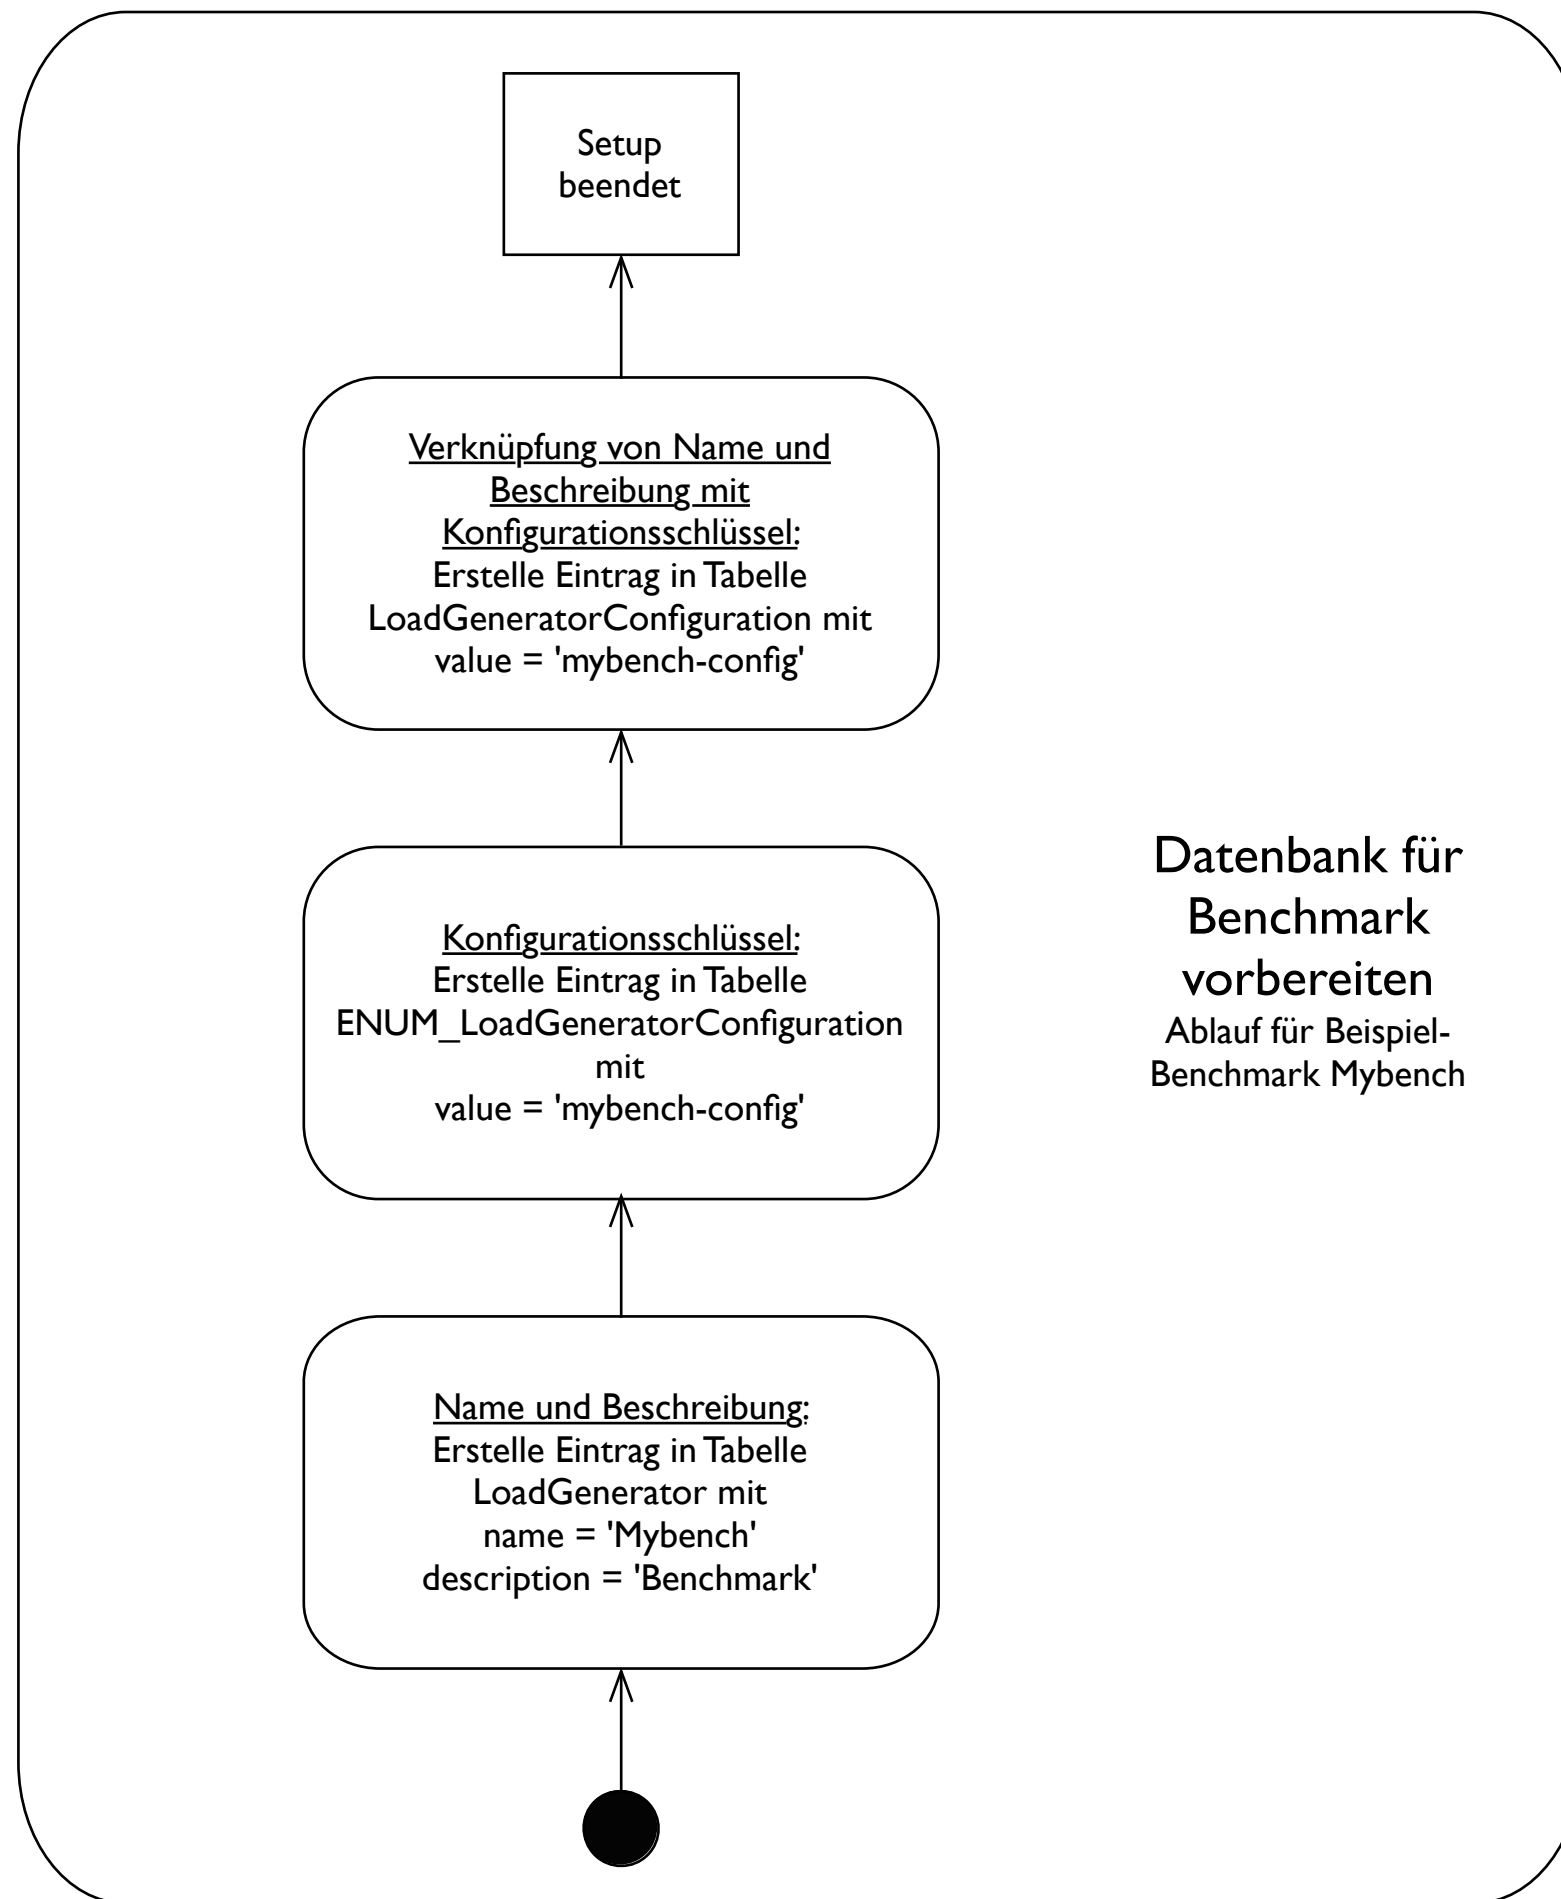 Setup
beendet
Verknüpfung von Name und
Beschreibung mit
Konfigurationsschlüssel:
Erstelle Eintrag in Tabelle
LoadGeneratorConfiguration mit
value = 'mybench-config'
Konfigurationsschlüssel:
Erstelle Eintrag in Tabelle
ENUM_LoadGeneratorConfiguration
mit
value = 'mybench-config'
Datenbank für
Benchmark
vorbereiten
Ablauf für Beispiel-
Benchmark Mybench
Name und Beschreibung:
Erstelle Eintrag in Tabelle
LoadGenerator mit
name = 'Mybench'
description = 'Benchmark'